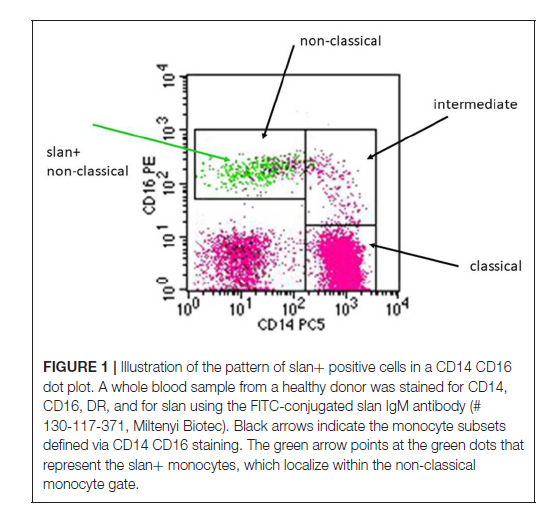 non-classical
intermediate
slan+
non-classical
classical
CD16 PE
10^4
10^3
10^2
10^1
10^0
10^0 10^1 10^2 10^3 10^4
CD14 PC5
FIGURE 1 | Illustration of the pattern of slan+ positive cells in a CD14 CD16
dot plot. A whole blood sample from a healthy donor was stained for CD14,
CD16, DR, and for slan using the FITC-conjugated slan IgM antibody (#
130-117-371, Miltenyi Biotec). Black arrows indicate the monocyte subsets
defined via CD14 CD16 staining. The green arrow points at the green dots that
represent the slan+ monocytes, which localize within the non-classical
monocyte gate.